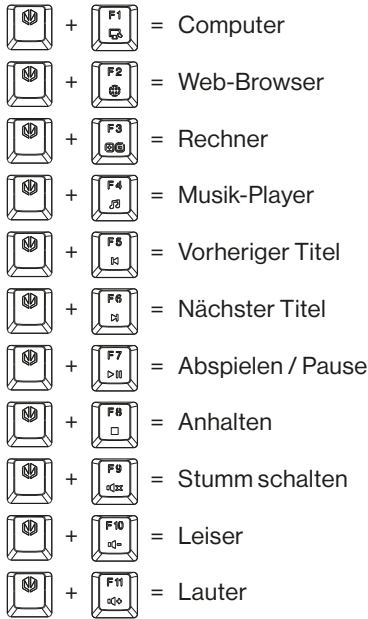 + F1 = Computer
+ F2 = Web-Browser
+ F3 = Rechner
+ F4 = Musik-Player
+ F5 = Vorheriger Titel
+ F6 = Nächster Titel
+ F7 = Abspielen / Pause
+ F8 = Anhalten
+ F9 = Stumm schalten
+ F10 = Leiser
+ F11 = Lauter